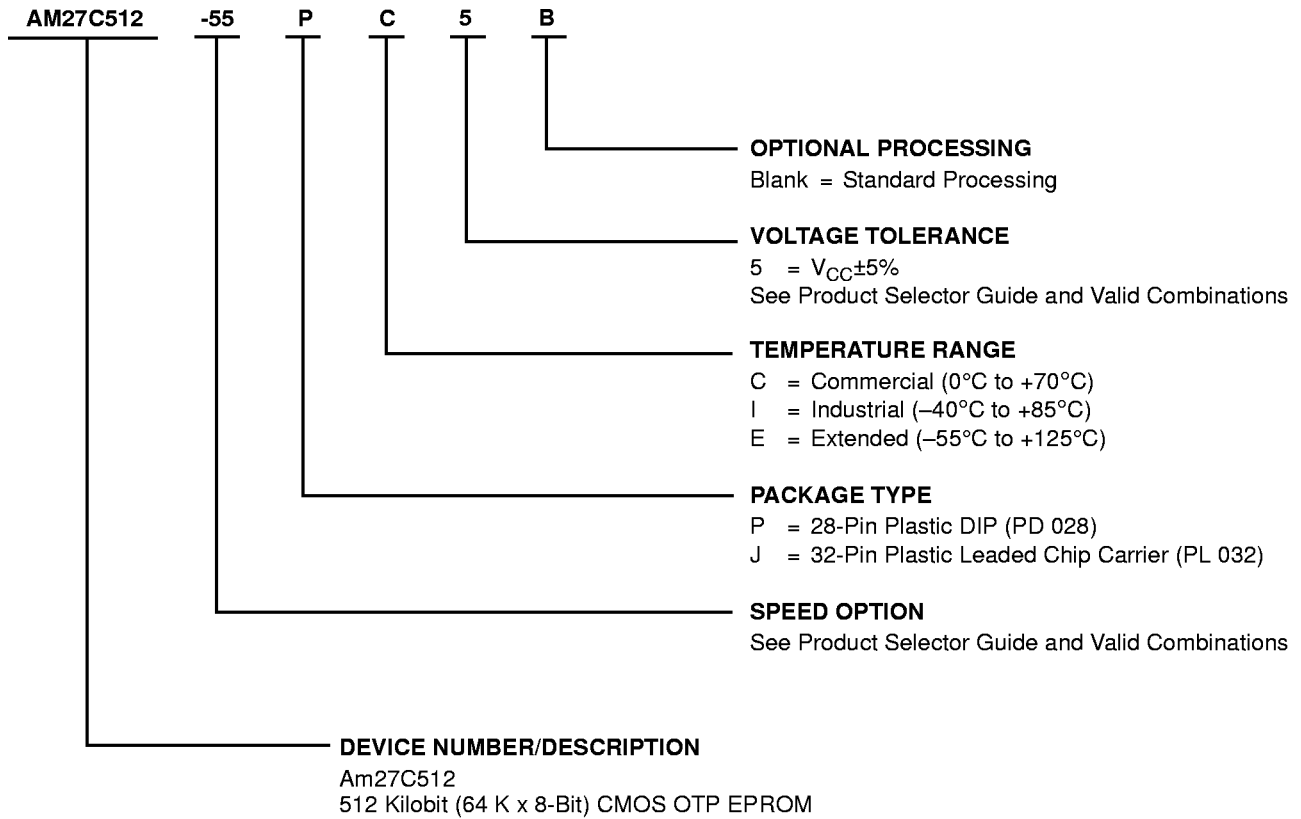 AM27C512 -55 P C 5 B
OPTIONAL PROCESSING
Blank = Standard Processing
VOLTAGE TOLERANCE
5 = VCC±5%
See Product Selector Guide and Valid Combinations
TEMPERATURE RANGE
C = Commercial (0°C to +70°C)
I = Industrial (–40°C to +85°C)
E = Extended (–55°C to +125°C)
PACKAGE TYPE
P = 28-Pin Plastic DIP (PD 028)
J = 32-Pin Plastic Leaded Chip Carrier (PL 032)
SPEED OPTION
See Product Selector Guide and Valid Combinations
DEVICE NUMBER/DESCRIPTION
Am27C512
512 Kilobit (64 K x 8-Bit) CMOS OTP EPROM